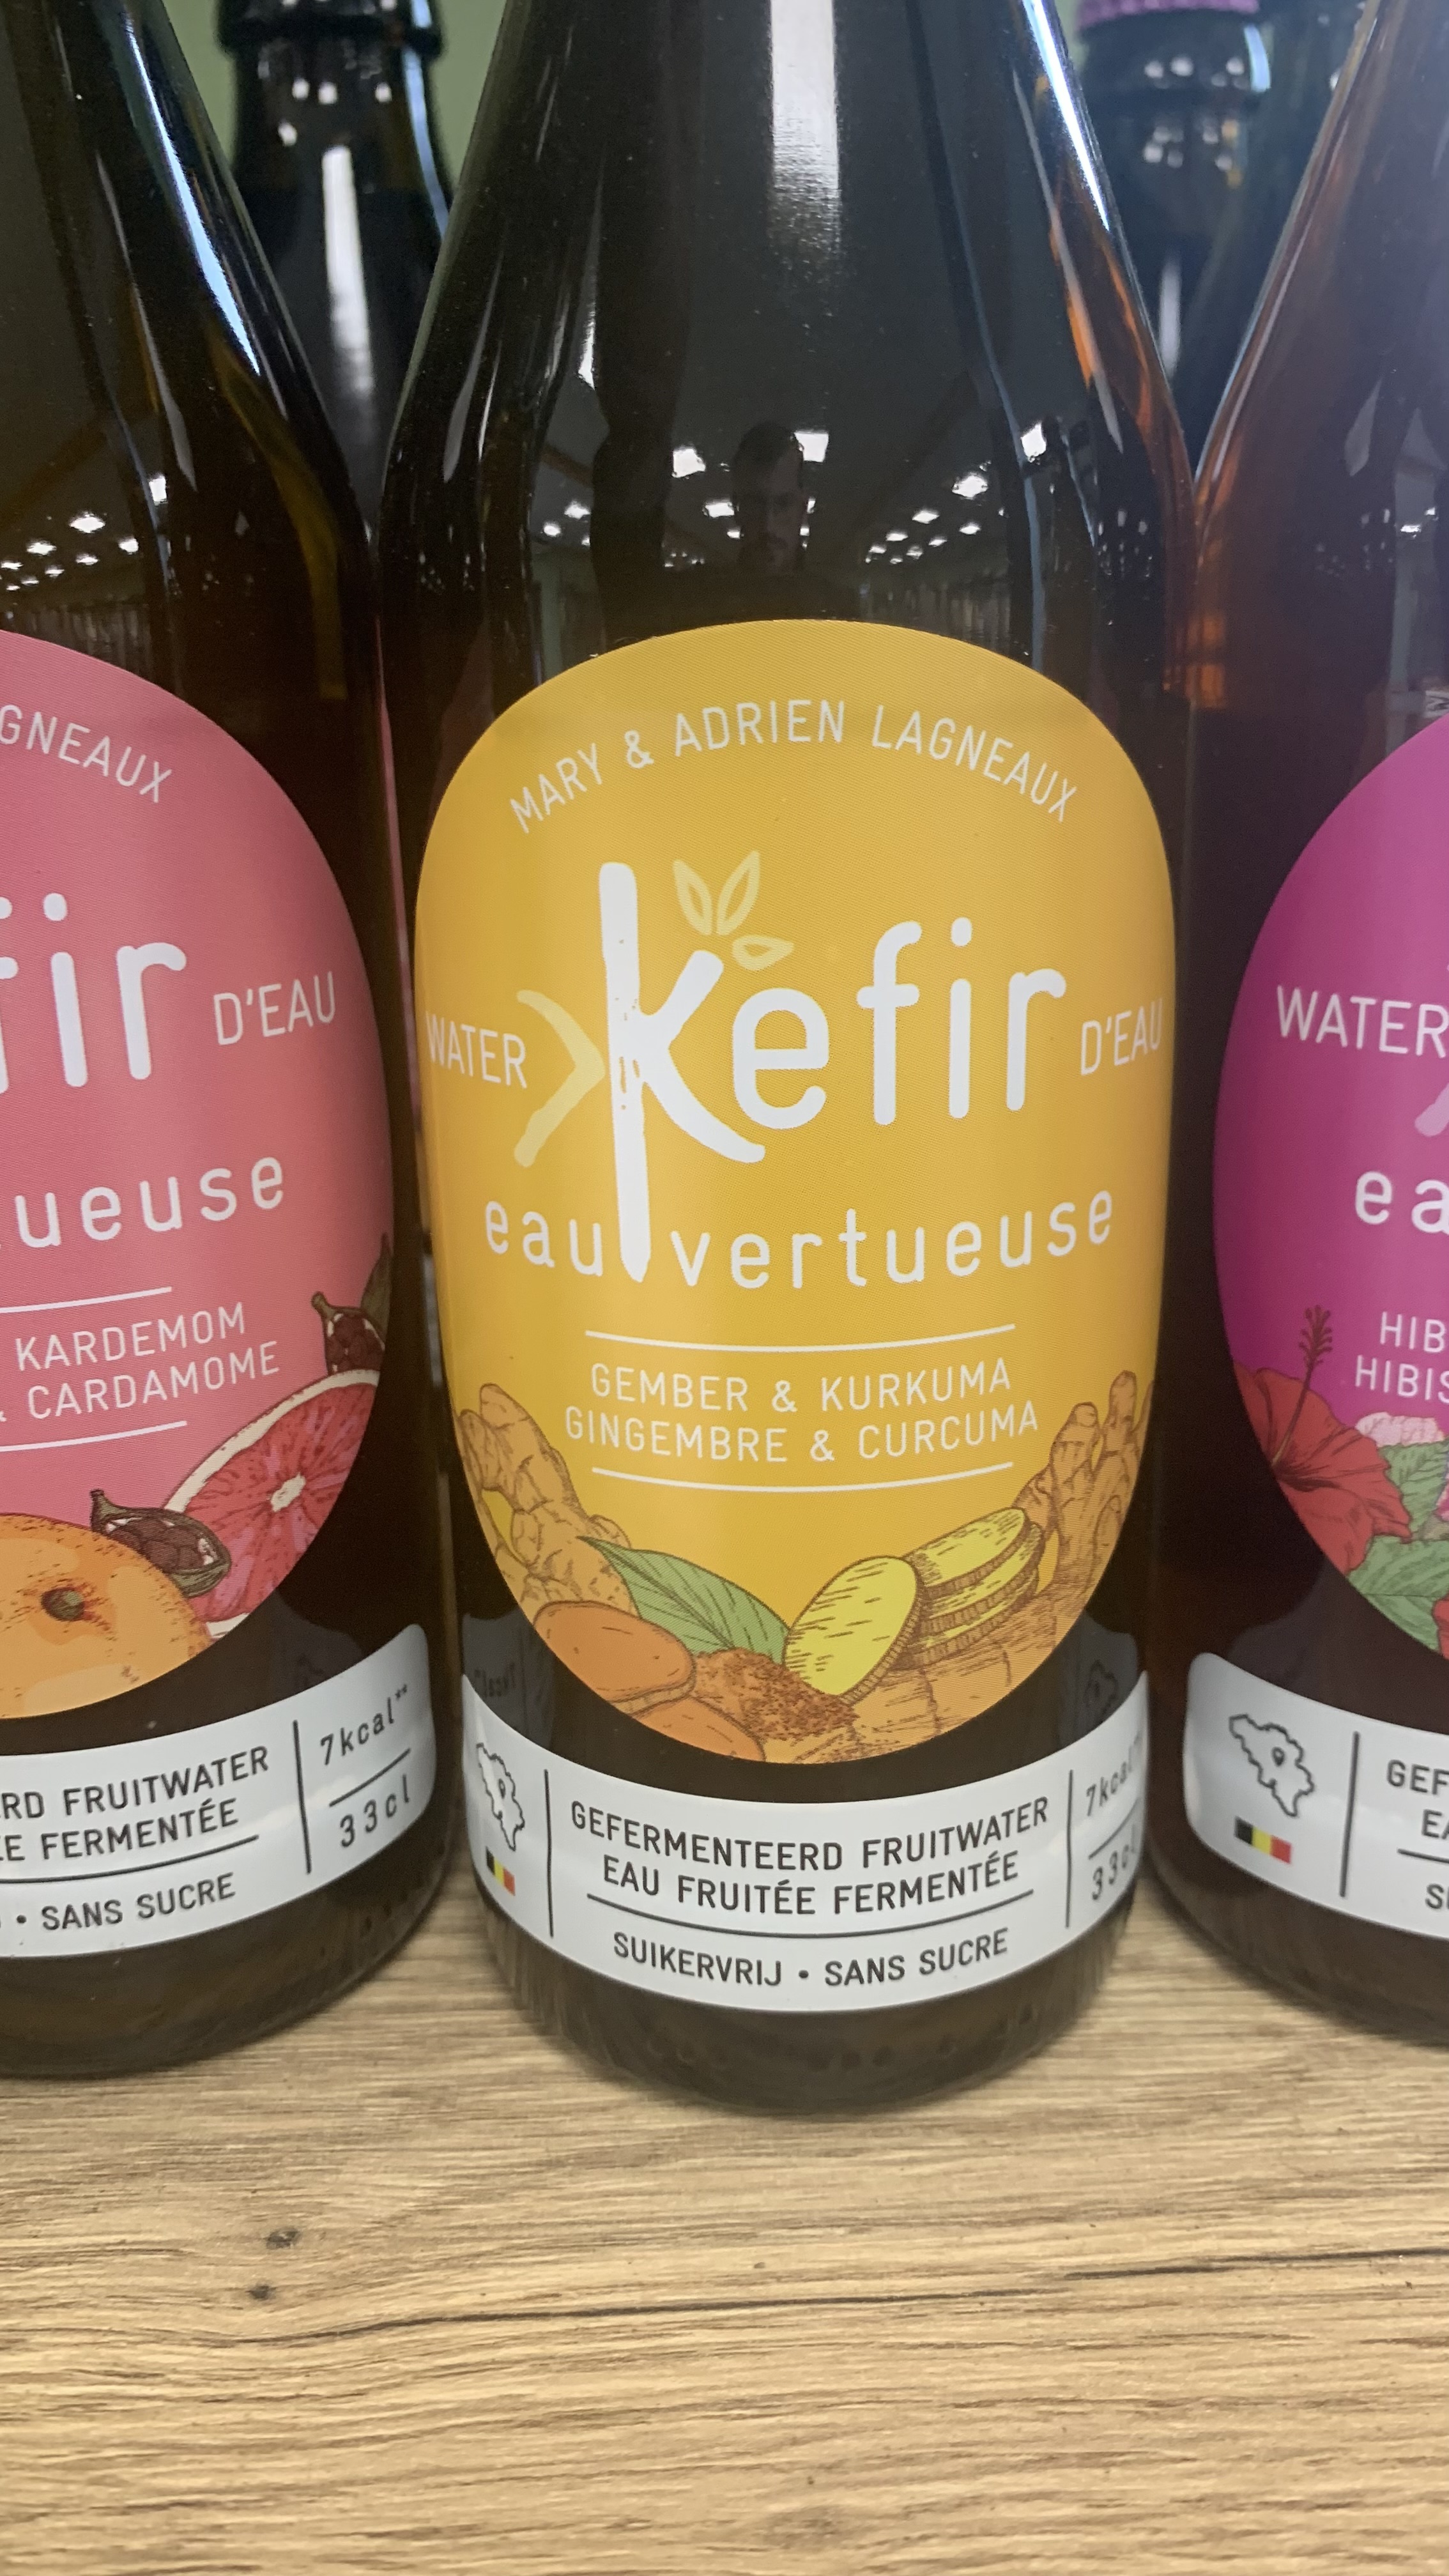 GNEAUX
fir D'EAU
ueuse
KARDEMOM
& CARDAMOME
7kcal**
33cl
RD FRUITWATER
E FERMENTÉE
• SANS SUCRE
MARY & ADRIEN LAGNEAUX
WATER kefir D'EAU
eau vertueuse
GEMBER & KURKUMA
GINGEMBRE & CURCUMA
GEFERMENTEERD FRUITWATER
EAU FRUITÉE FERMENTÉE
SUIKERVRIJ • SANS SUCRE
7kcal
33cl
WATER
ea
HIB
HIBIS
GEF
EA
S